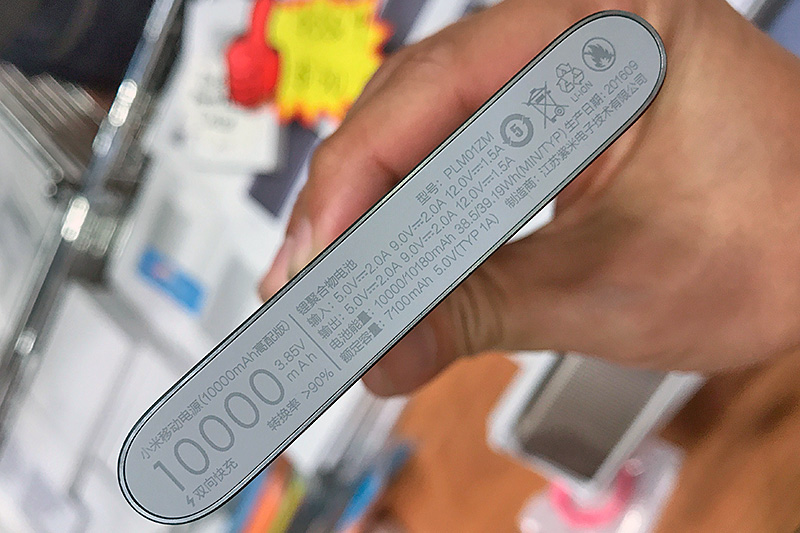 小米移动电源(10000mAh高配版)
10000 3.85V
mAh
双向快充 转换率 >90%
锂聚合物电池 型号: PLM01ZM
输入: 5.0V⎓2.0A 9.0V⎓2.0A 12.0V⎓1.5A
输出: 5.0V⎓2.0A 9.0V⎓2.0A 12.0V⎓1.5A
电池能量: 10000/10180mAh 38.5/39.19Wh(MIN/TYP) 生产日期: 201609
额定容量: 7100mAh 5.0V(TYP 1A) 制造商: 江苏紫米电子技术有限公司
5
LI-ION